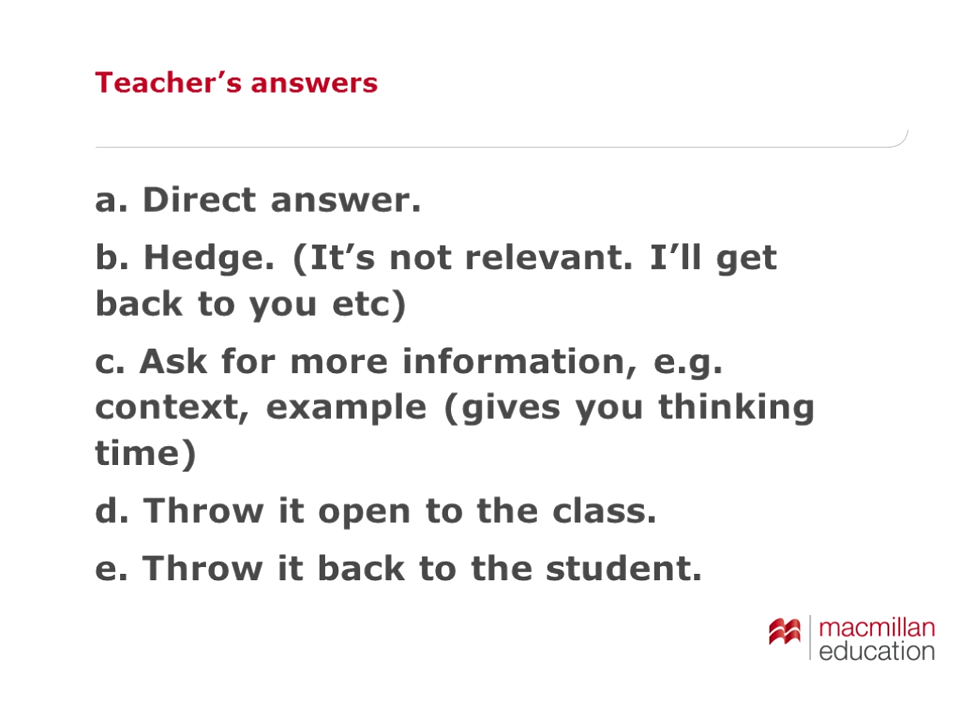 Teacher’s answers
a. Direct answer.
b. Hedge. (It’s not relevant. I’ll get
back to you etc)
c. Ask for more information, e.g.
context, example (gives you thinking
time)
d. Throw it open to the class.
e. Throw it back to the student.
macmillan
education